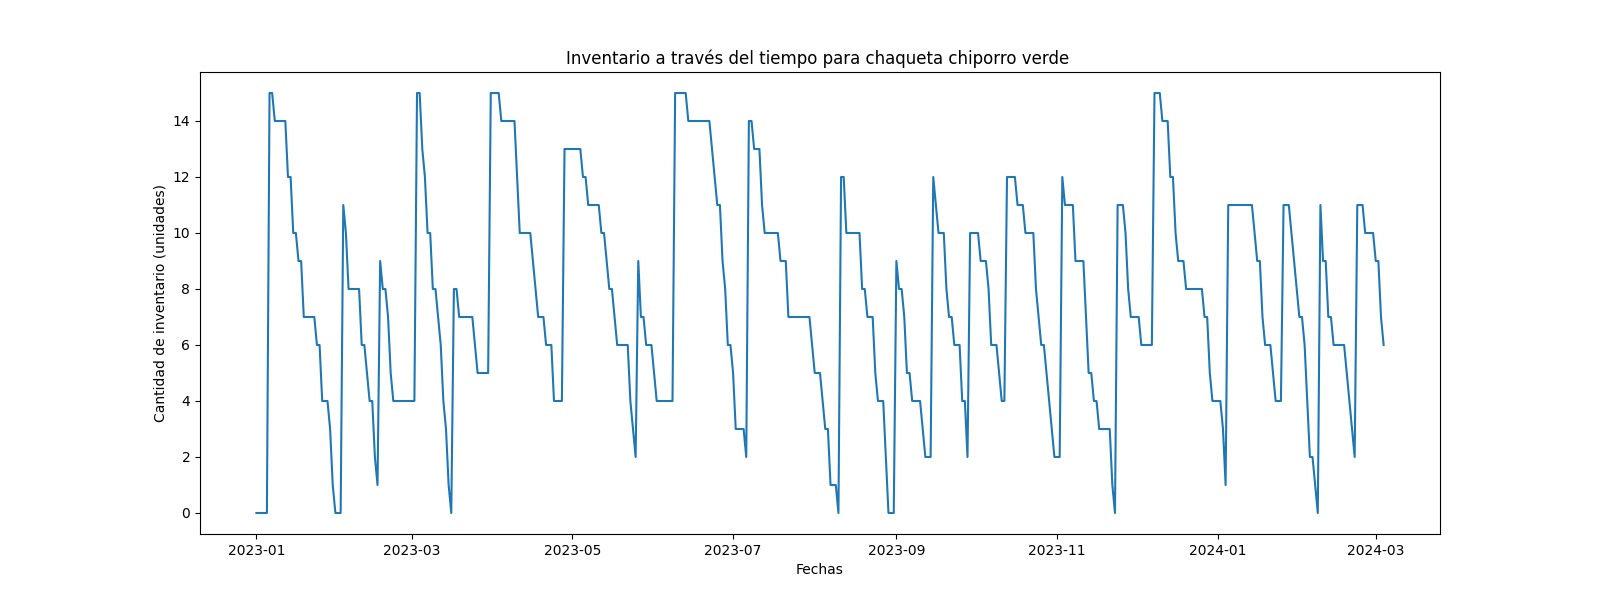 Inventario a través del tiempo para chaqueta chiporro verde
Cantidad de inventario (unidades)
14
12
10
8
6
4
2
0
2023-01 2023-03 2023-05 2023-07 2023-09 2023-11 2024-01 2024-03
Fechas